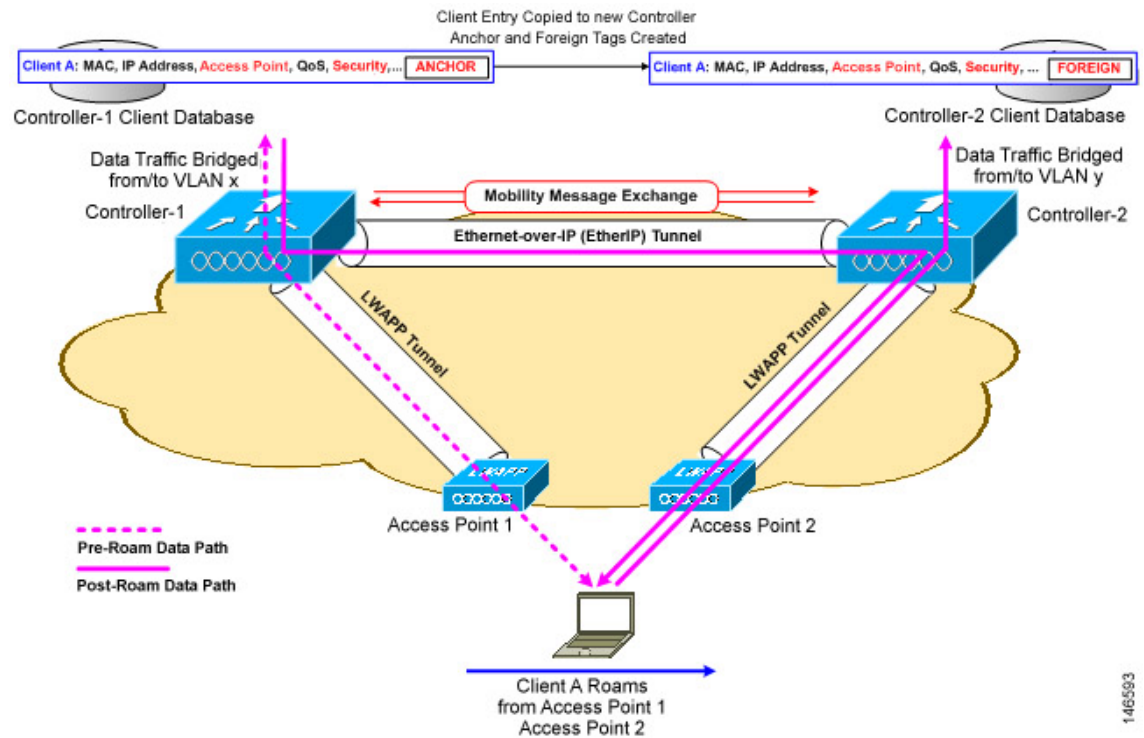 Client Entry Copied to new Controller
Anchor and Foreign Tags Created
Client A: MAC, IP Address, Access Point, QoS, Security,... ANCHOR
Client A: MAC, IP Address, Access Point, QoS, Security, ... FOREIGN
Controller-1 Client Database
Controller-2 Client Database
Data Traffic Bridged
from/to VLAN x
Data Traffic Bridged
from/to VLAN y
Mobility Message Exchange
Controller-1
Controller-2
Ethernet-over-IP (EtherIP) Tunnel
LWAPP Tunnel
LWAPP Tunnel
LWAPP
LWAPP
Access Point 1
Access Point 2
Pre-Roam Data Path
Post-Roam Data Path
Client A Roams
from Access Point 1
Access Point 2
146593